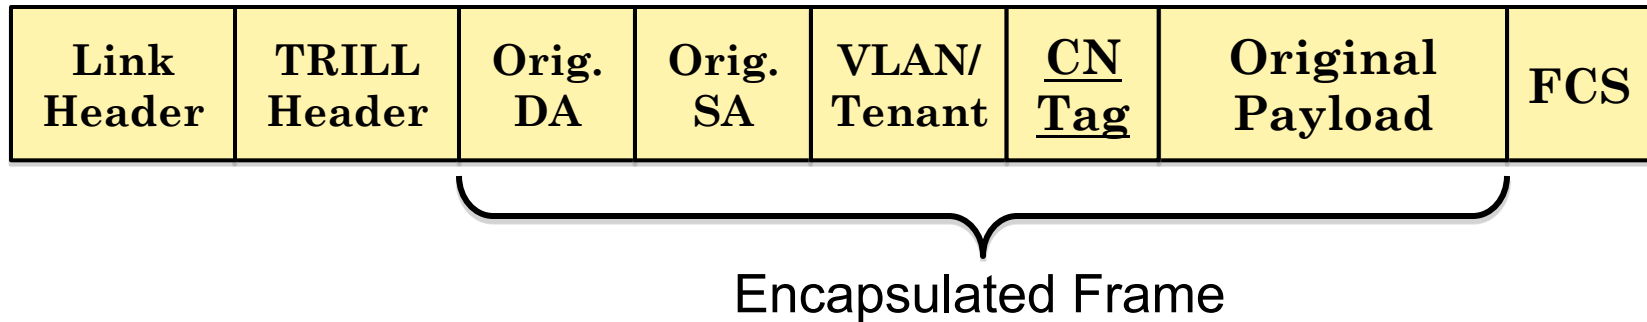 Link
Header
TRILL
Header
Orig.
DA
Orig.
SA
VLAN/
Tenant
CN
Tag
Original
Payload
FCS
Encapsulated Frame